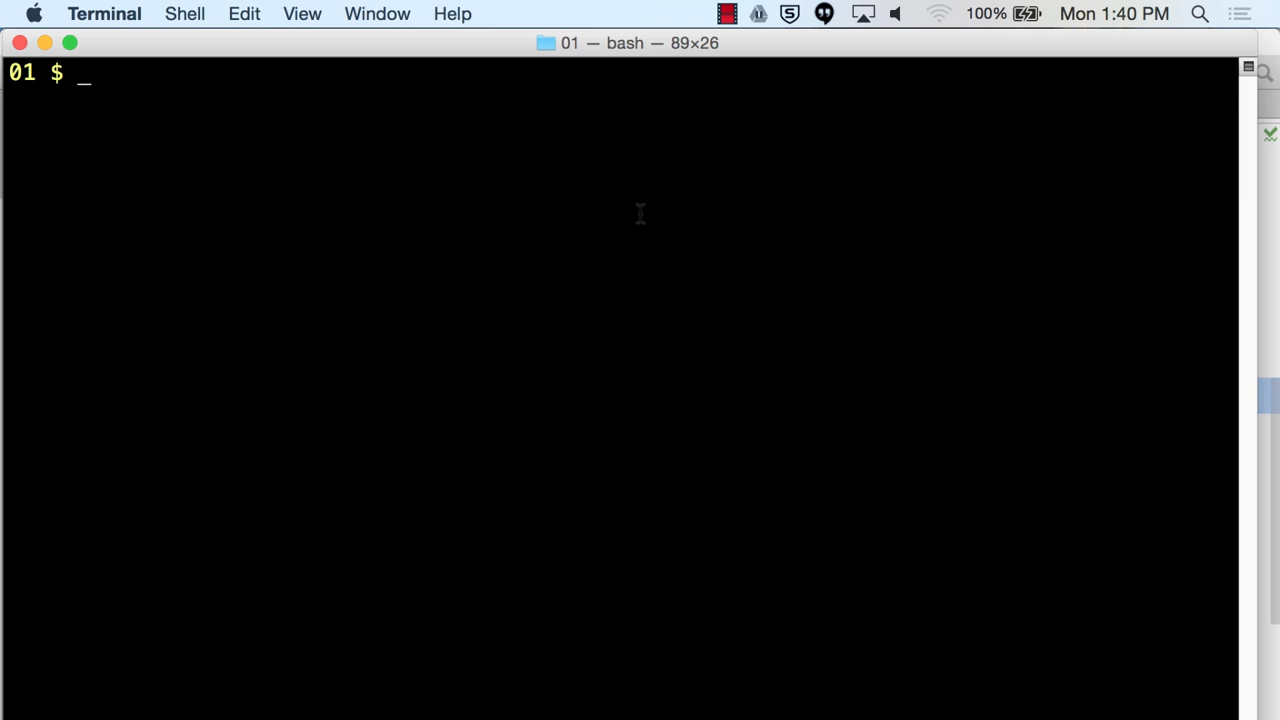 Terminal Shell Edit View Window Help 100% Mon 1:40 PM
01 — bash — 89×26
01 $ _